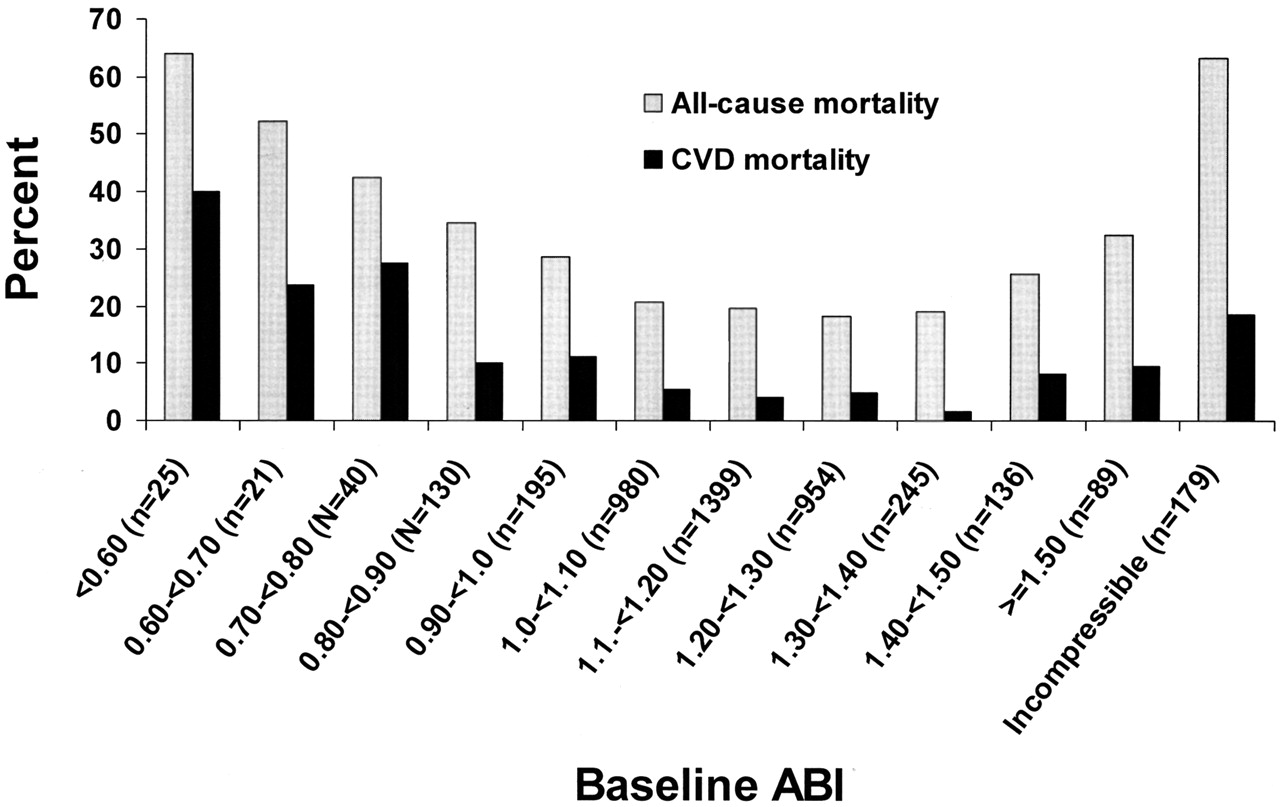 70
60
50
40
30
20
10
0
Percent
All-cause mortality
CVD mortality
<0.60 (n=25)
0.60-<0.70 (n=21)
0.70-<0.80 (N=40)
0.80-<0.90 (N=130)
0.90-<1.0 (n=195)
1.0-<1.10 (n=980)
1.1.-<1.20 (n=1399)
1.20-<1.30 (n=954)
1.30-<1.40 (n=245)
1.40-<1.50 (n=136)
>=1.50 (n=89)
Incompressible (n=179)
Baseline ABI